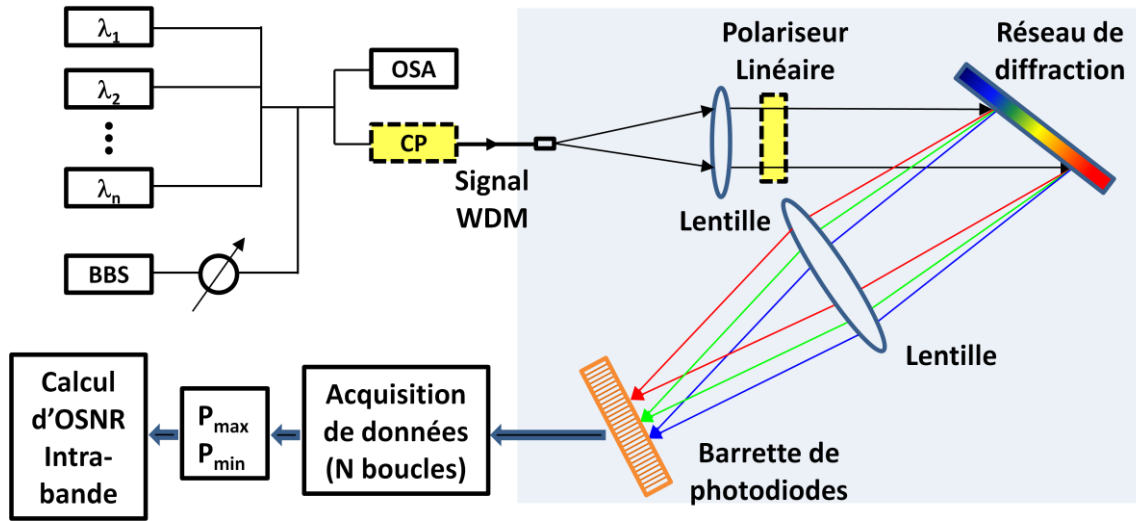 λ1
λ2
λn
BBS
OSA
CP
Signal
WDM
Polariseur
Linéaire
Réseau de
diffraction
Lentille
Lentille
Barrette de
photodiodes
Acquisition
de données
(N boucles)
Pmax
Pmin
Calcul
d'OSNR
Intra-
bande